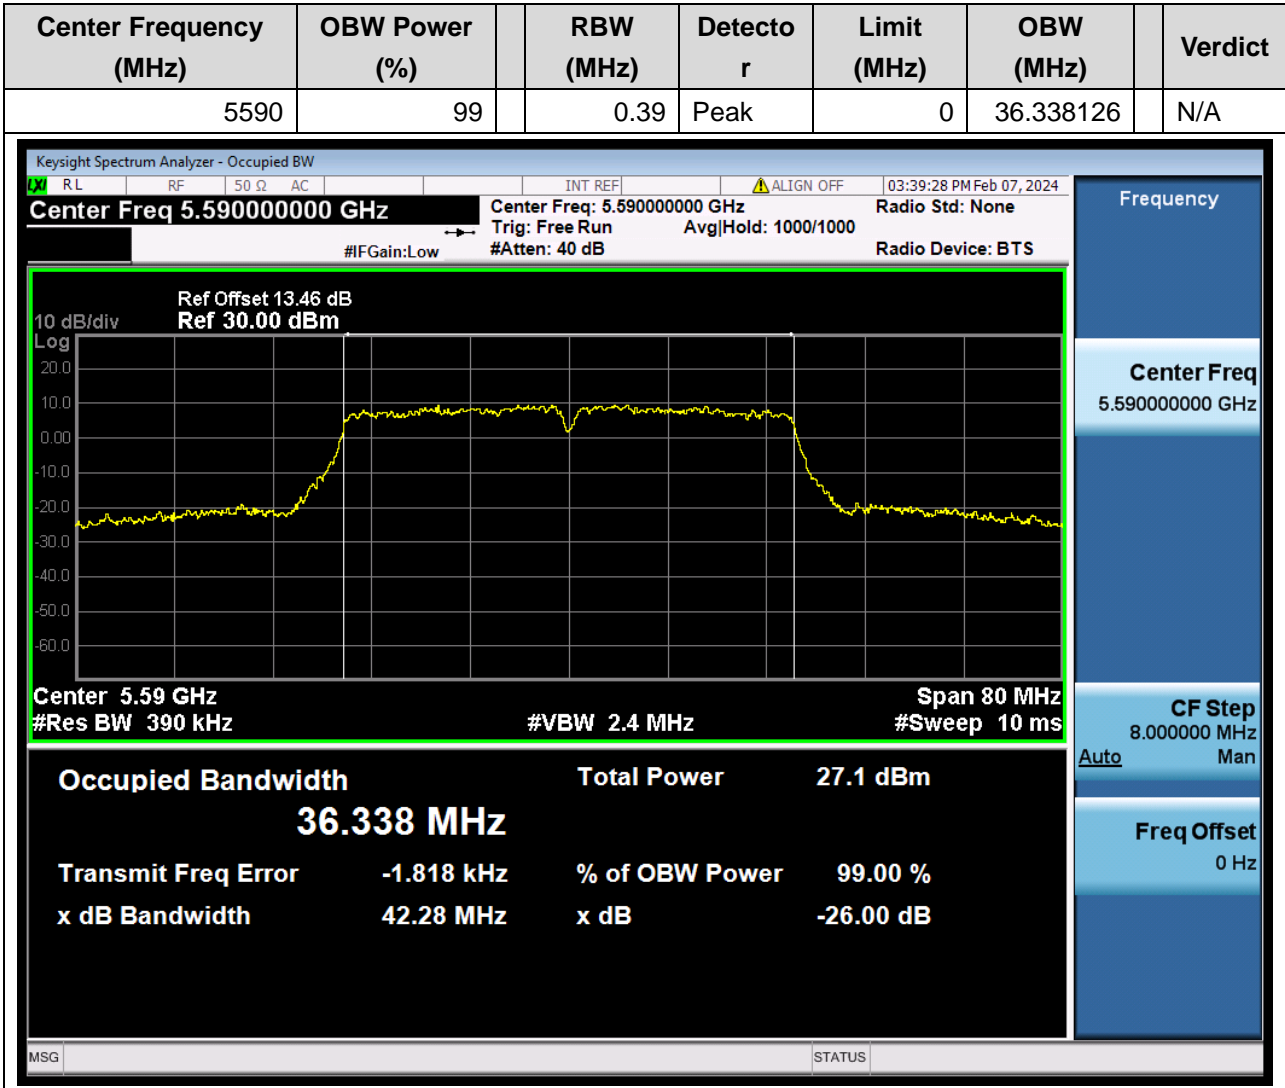 Center Frequency (MHz) OBW Power (%) RBW (MHz) Detecto r Limit (MHz) OBW (MHz) Verdict
5590 99 0.39 Peak 0 36.338126 N/A
Keysight Spectrum Analyzer - Occupied BW
LXI RL RF 50 Ω AC INT REF ALIGN OFF 03:39:28 PM Feb 07, 2024
Center Freq 5.590000000 GHz
Center Freq: 5.590000000 GHz Radio Std: None
Trig: Free Run Avg|Hold: 1000/1000
#IFGain:Low #Atten: 40 dB Radio Device: BTS
Frequency
Ref Offset 13.46 dB
10 dB/div Ref 30.00 dBm
Log
20.0
10.0
0.00
-10.0
-20.0
-30.0
-40.0
-50.0
-60.0
Center 5.59 GHz Span 80 MHz
#Res BW 390 kHz #VBW 2.4 MHz #Sweep 10 ms
Center Freq
5.590000000 GHz
CF Step
8.000000 MHz
Auto Man
Freq Offset
0 Hz
Occupied Bandwidth Total Power 27.1 dBm
36.338 MHz
Transmit Freq Error -1.818 kHz % of OBW Power 99.00 %
x dB Bandwidth 42.28 MHz x dB -26.00 dB
MSG STATUS